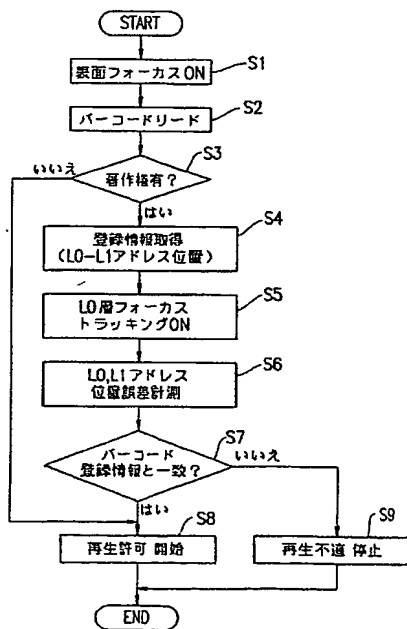 START
裏面フォーカスON
S1
バーコードリード
S2
著作権有?
S3
いいえ
はい
登録情報取得
(L0-L1アドレス位置)
S4
L0層フォーカス
トラッキングON
S5
L0,L1アドレス
位置誤差計測
S6
バーコード
登録情報と一致?
S7
いいえ
はい
再生許可 開始
S8
再生不適 停止
S9
END